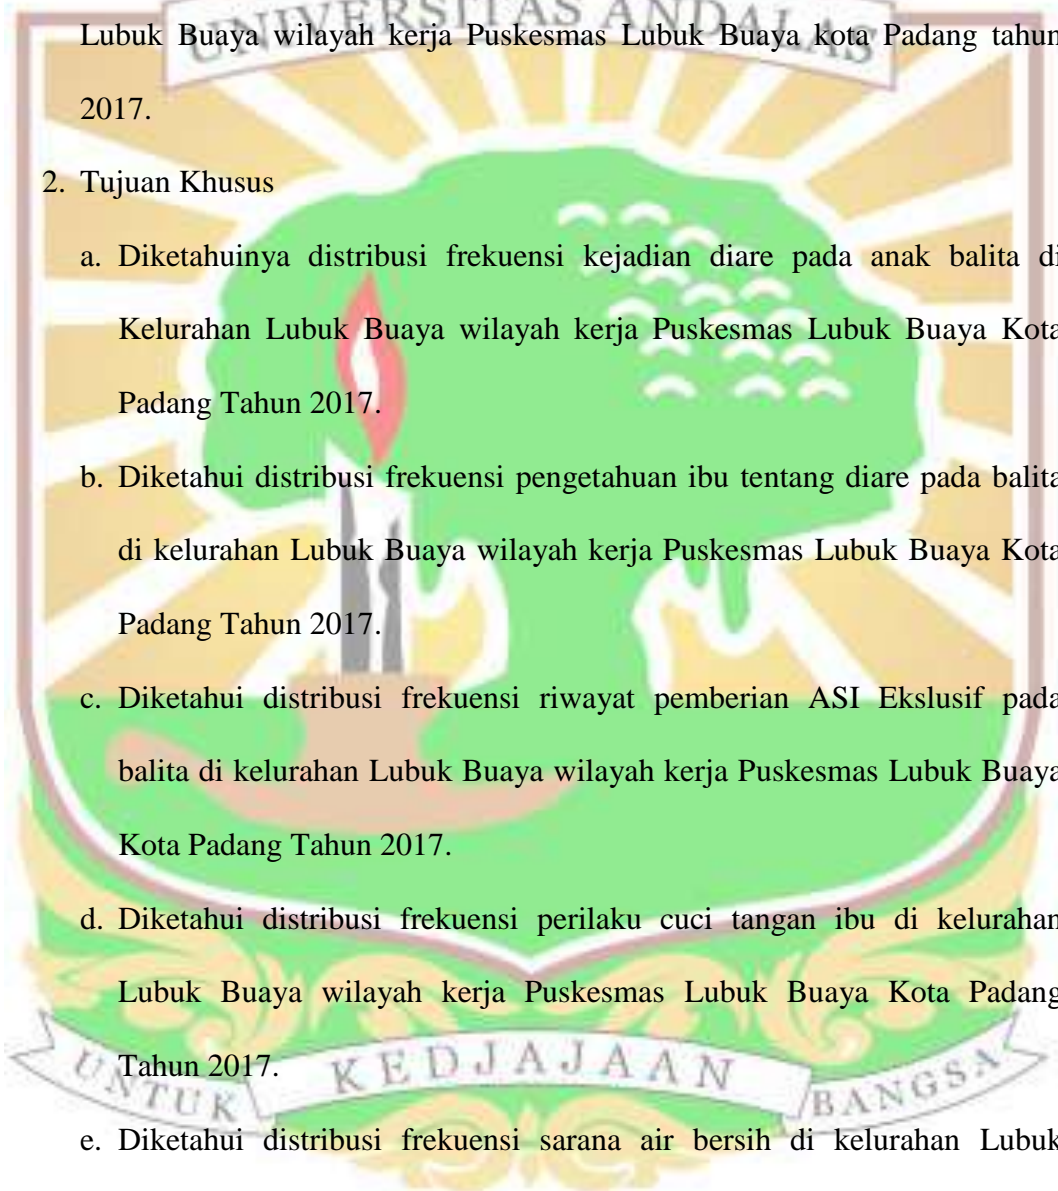 UNIVERSITAS ANDALAS
Lubuk Buaya wilayah kerja Puskesmas Lubuk Buaya kota Padang tahun
2017.
2. Tujuan Khusus
a. Diketahuinya distribusi frekuensi kejadian diare pada anak balita di
Kelurahan Lubuk Buaya wilayah kerja Puskesmas Lubuk Buaya Kota
Padang Tahun 2017.
b. Diketahui distribusi frekuensi pengetahuan ibu tentang diare pada balita
di kelurahan Lubuk Buaya wilayah kerja Puskesmas Lubuk Buaya Kota
Padang Tahun 2017.
c. Diketahui distribusi frekuensi riwayat pemberian ASI Ekslusif pada
balita di kelurahan Lubuk Buaya wilayah kerja Puskesmas Lubuk Buaya
Kota Padang Tahun 2017.
d. Diketahui distribusi frekuensi perilaku cuci tangan ibu di kelurahan
Lubuk Buaya wilayah kerja Puskesmas Lubuk Buaya Kota Padang
Tahun 2017.
UNTUK KEDJAJAAN BANGSA
e. Diketahui distribusi frekuensi sarana air bersih di kelurahan Lubuk